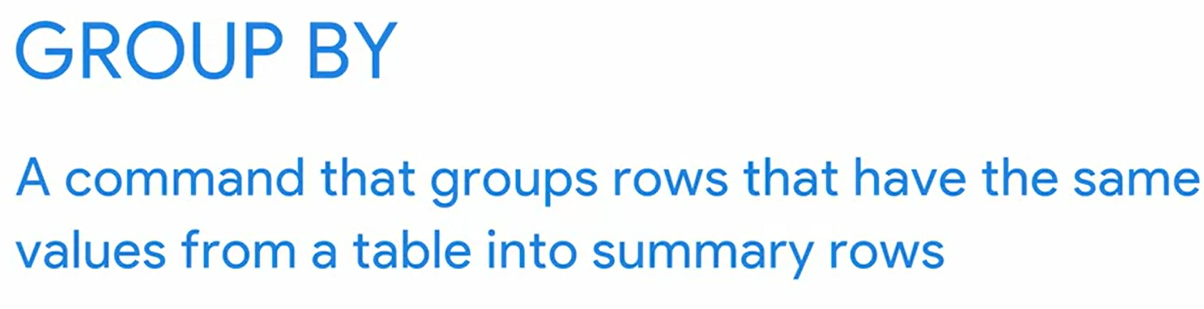 GROUP BY
A command that groups rows that have the same
values from a table into summary rows